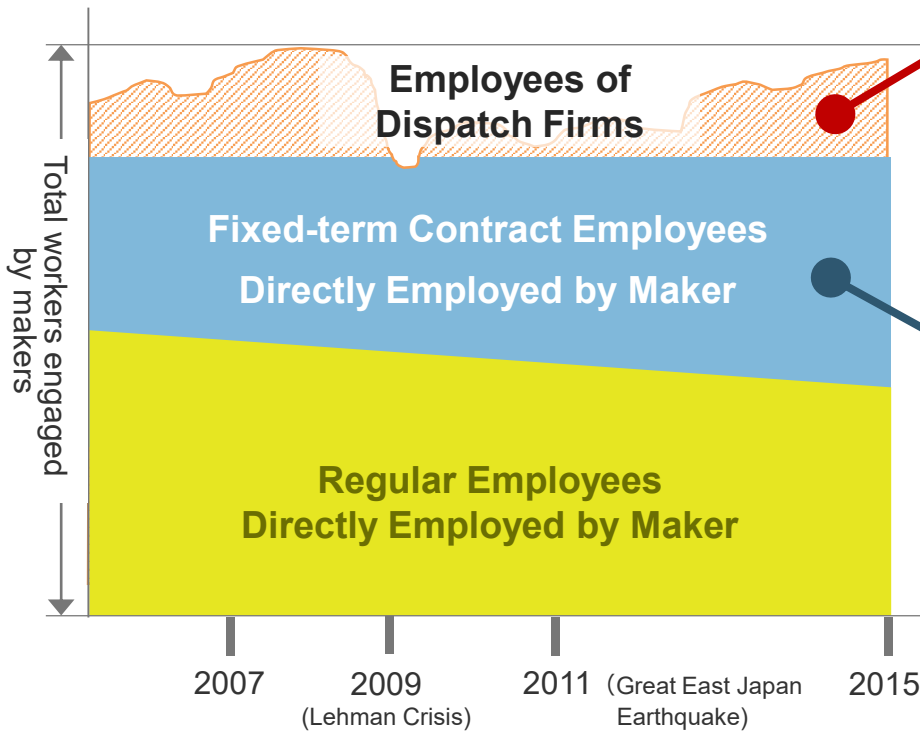 Employees of
Dispatch Firms
Total workers engaged
by makers
Fixed-term Contract Employees
Directly Employed by Maker
Regular Employees
Directly Employed by Maker
2007
2009
(Lehman Crisis)
2011
（Great East Japan
Earthquake)
2015